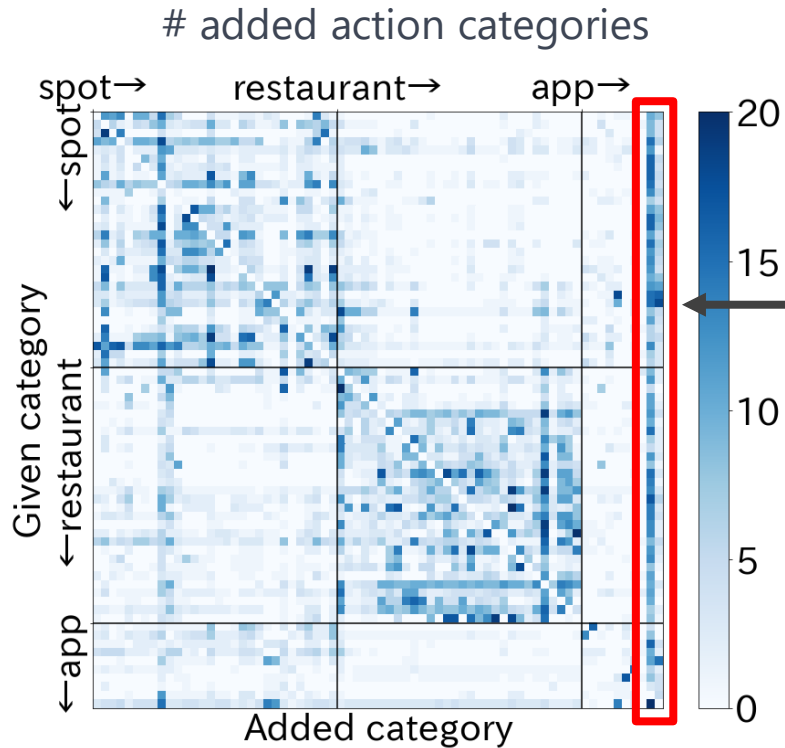 # added action categories
spot→ restaurant→ app→
←spot
←restaurant
←app
Given category
Added category
20
15
10
5
0